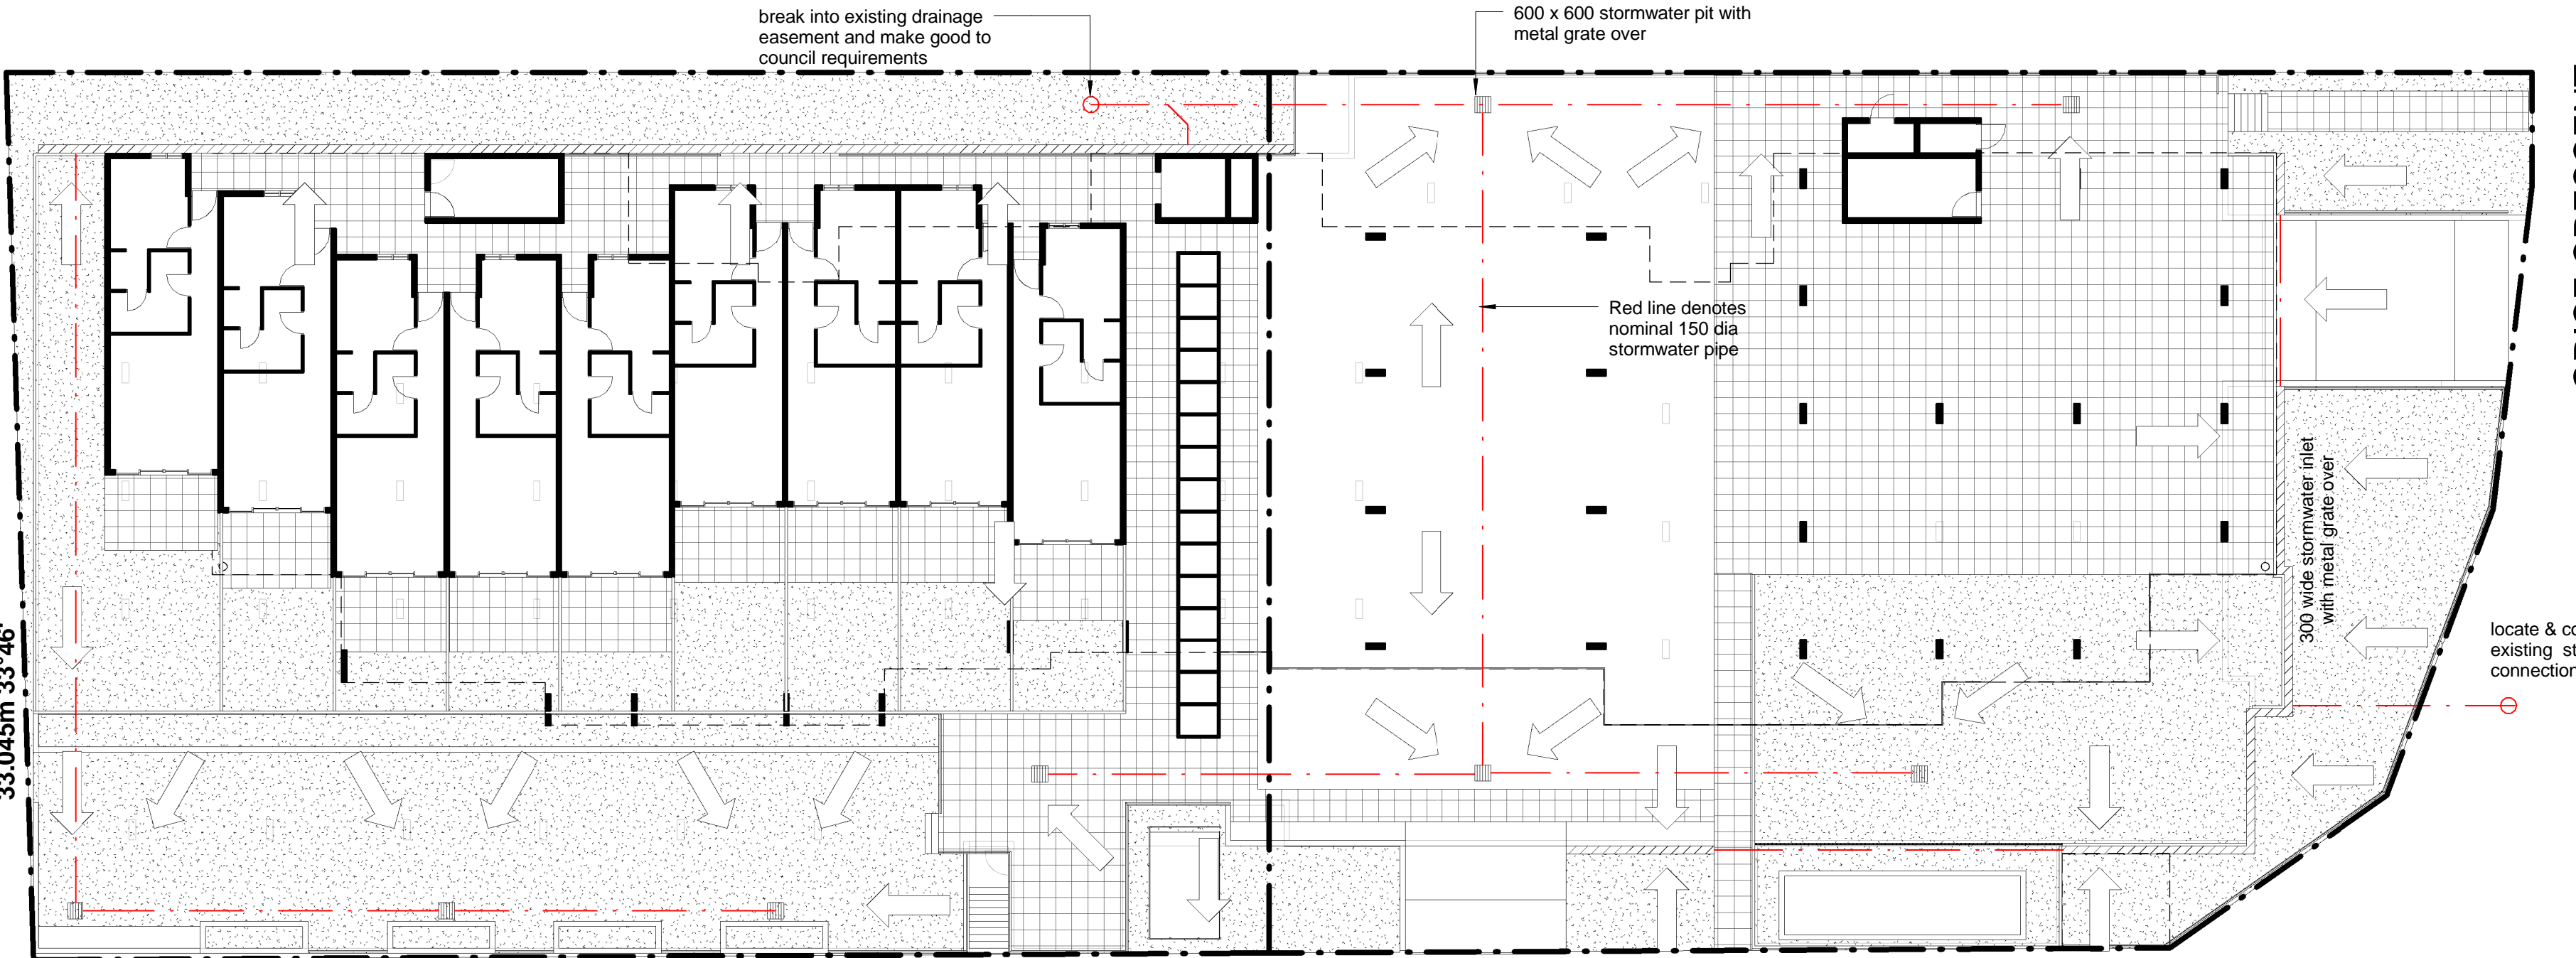 break into existing drainage
easement and make good to
council requirements
600 x 600 stormwater pit with
metal grate over
Red line denotes
nominal 150 dia
stormwater pipe
300 wide stormwater inlet
with metal grate over
locate & co
existing st
connection
33.045m 33°46'